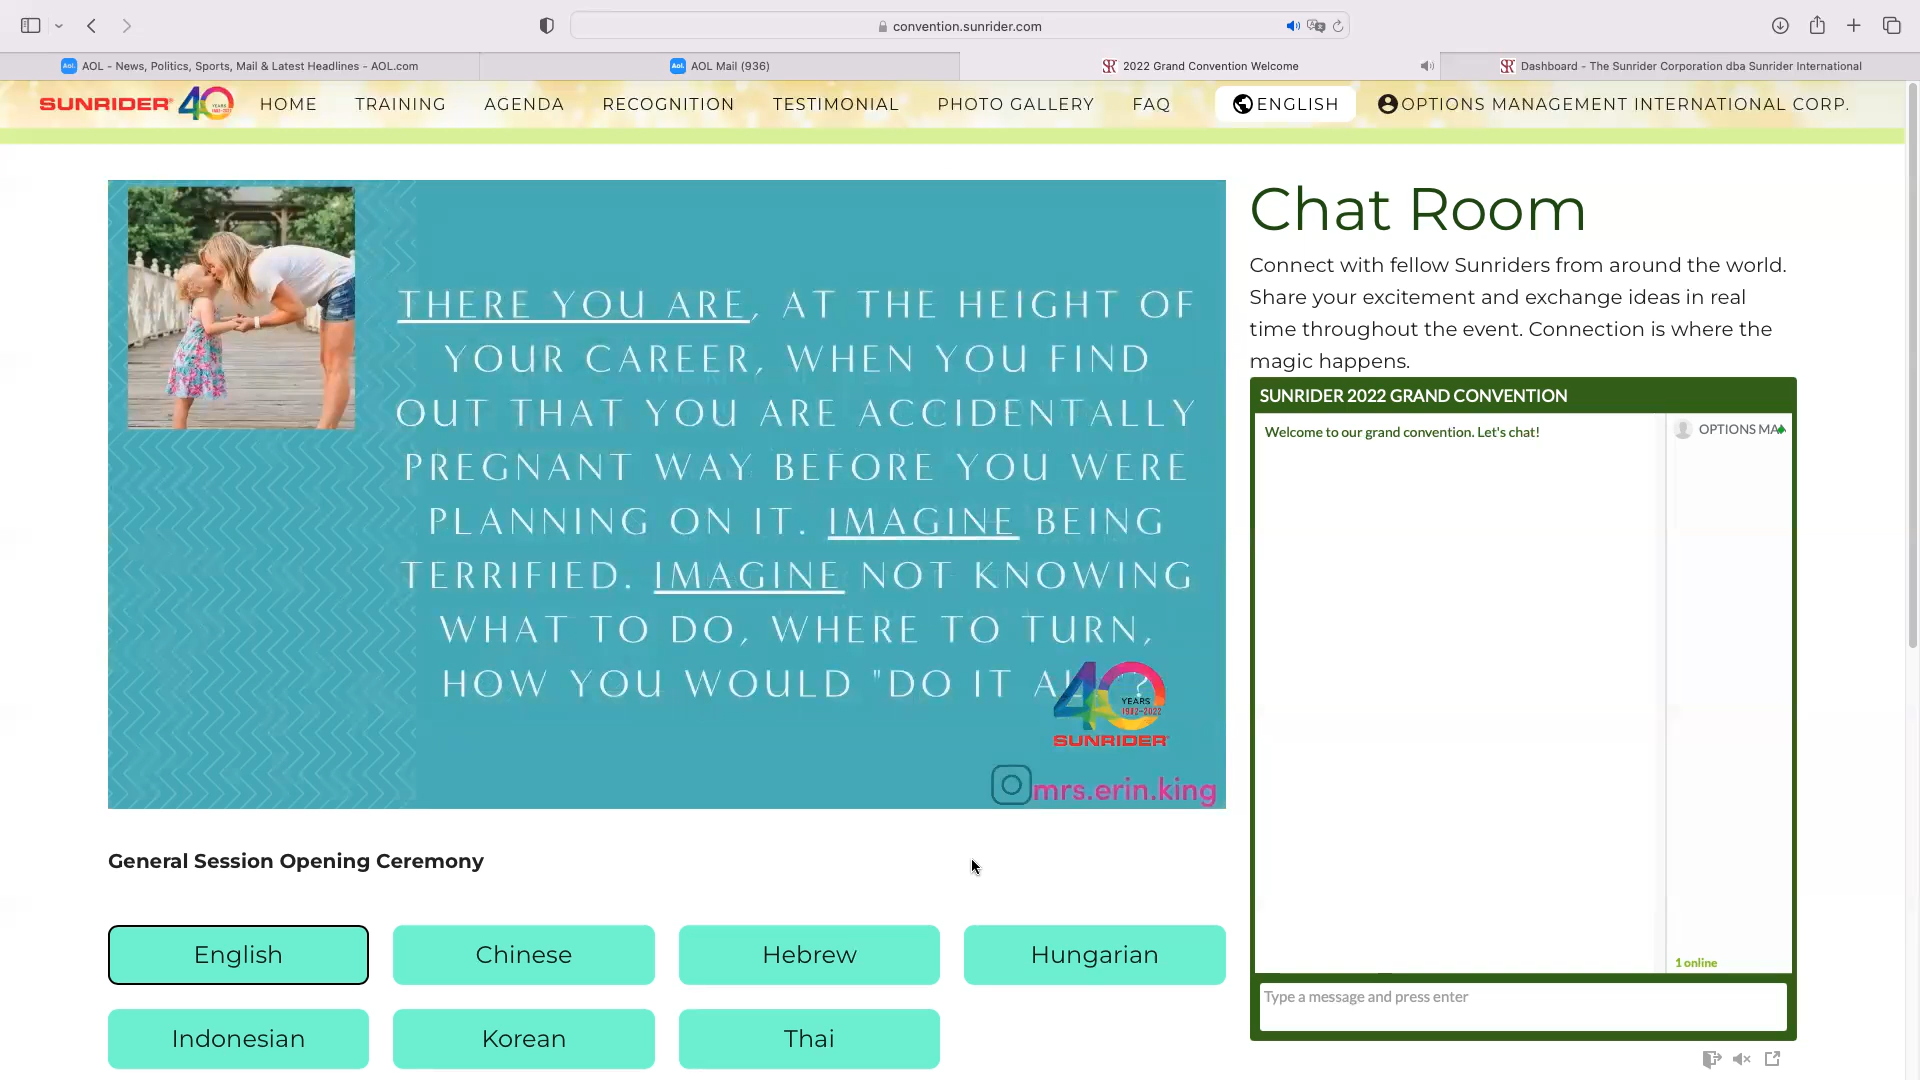 convention.sunrider.com
AOL - News, Politics, Sports, Mail & Latest Headlines - AOL.com
AOL Mail (936)
2022 Grand Convention Welcome
Dashboard - The Sunrider Corporation dba Sunrider International
SUNRIDER 40 YEARS
HOME
TRAINING
AGENDA
RECOGNITION
TESTIMONIAL
PHOTO GALLERY
FAQ
ENGLISH
OPTIONS MANAGEMENT INTERNATIONAL CORP.
THERE YOU ARE, AT THE HEIGHT OF
YOUR CAREER, WHEN YOU FIND
OUT THAT YOU ARE ACCIDENTALLY
PREGNANT WAY BEFORE YOU WERE
PLANNING ON IT. IMAGINE BEING
TERRIFIED. IMAGINE NOT KNOWING
WHAT TO DO, WHERE TO TURN,
HOW YOU WOULD "DO IT A
40 YEARS
1982-2022
SUNRIDER
mrs.erin.king
Chat Room
Connect with fellow Sunriders from around the world.
Share your excitement and exchange ideas in real
time throughout the event. Connection is where the
magic happens.
SUNRIDER 2022 GRAND CONVENTION
Welcome to our grand convention. Let's chat!
OPTIONS MA
1 online
Type a message and press enter
General Session Opening Ceremony
English
Chinese
Hebrew
Hungarian
Indonesian
Korean
Thai